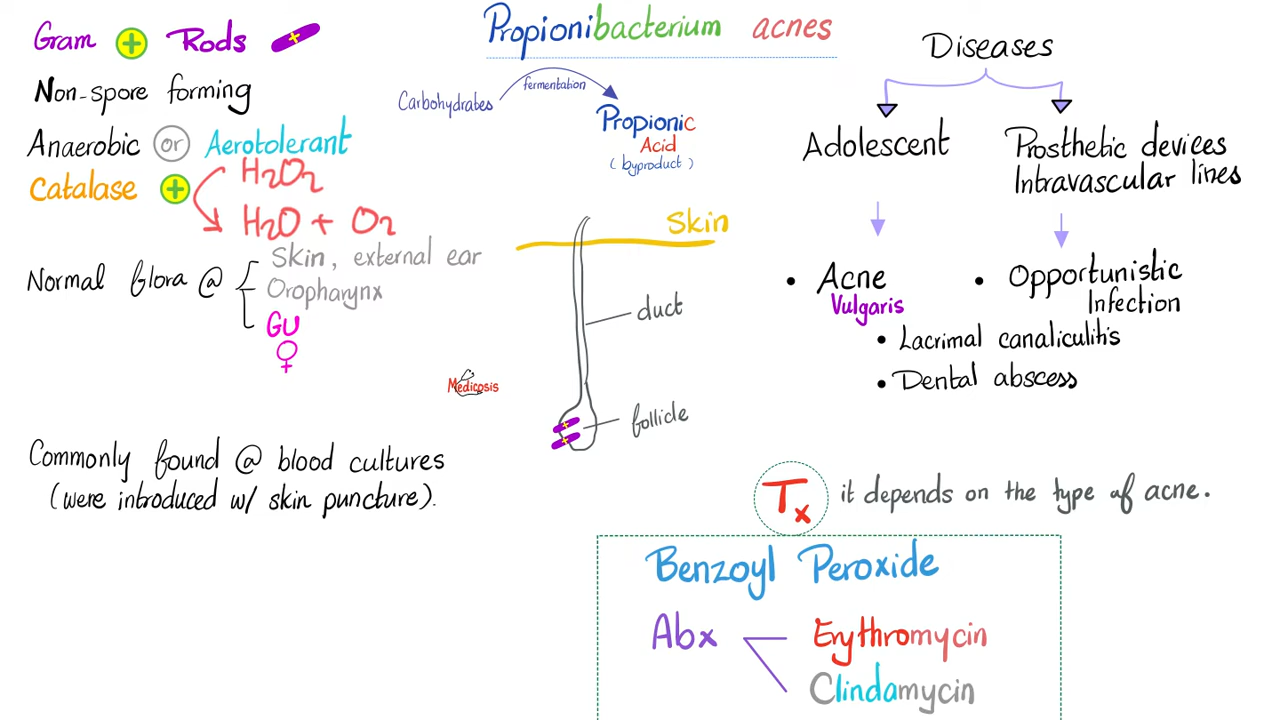 Propionibacterium acnes
Gram + Rods
Non-spore forming
Anaerobic or Aerotolerant
Catalase +
H2O2
H2O + O2
Normal flora @
Skin, external ear
Oropharynx
GU
♀
Commonly found @ blood cultures
(were introduced w/ skin puncture).
Carbohydrates
fermentation
Propionic
Acid
(byproduct)
Skin
duct
follicle
Medicosis
Diseases
Adolescent
• Acne
Vulgaris
Prosthetic devices
Intravascular lines
• Opportunistic
Infection
• Lacrimal canaliculitis
• Dental abscess
Tx it depends on the type of acne.
Benzoyl Peroxide
Abx
Erythromycin
Clindamycin